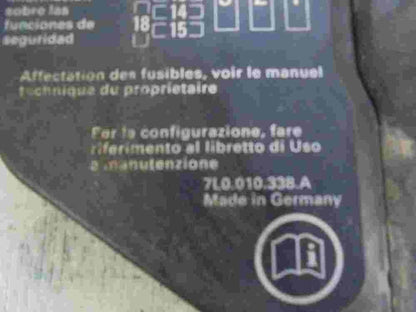 sobre las
funciones de
seguridad
14
18
15
Affectation des fusibles, voir le manuel
technique du proprietaire
Per la configurazione, fare
riferimento al libretto di Uso
e manutenzione
7L0.010.338.A
Made in Germany
i